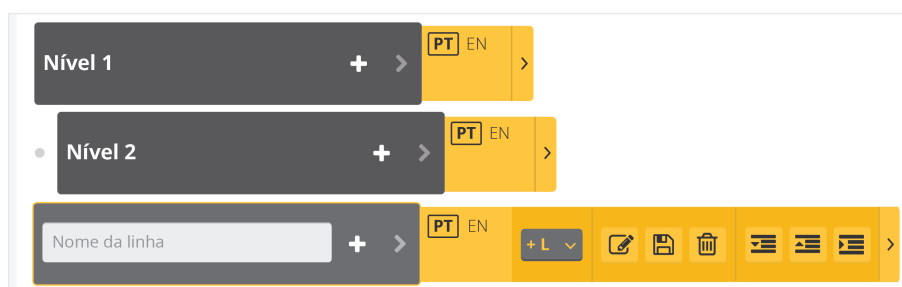 Nível 1
PT EN
Nível 2
PT EN
Nome da linha
PT EN
+ L